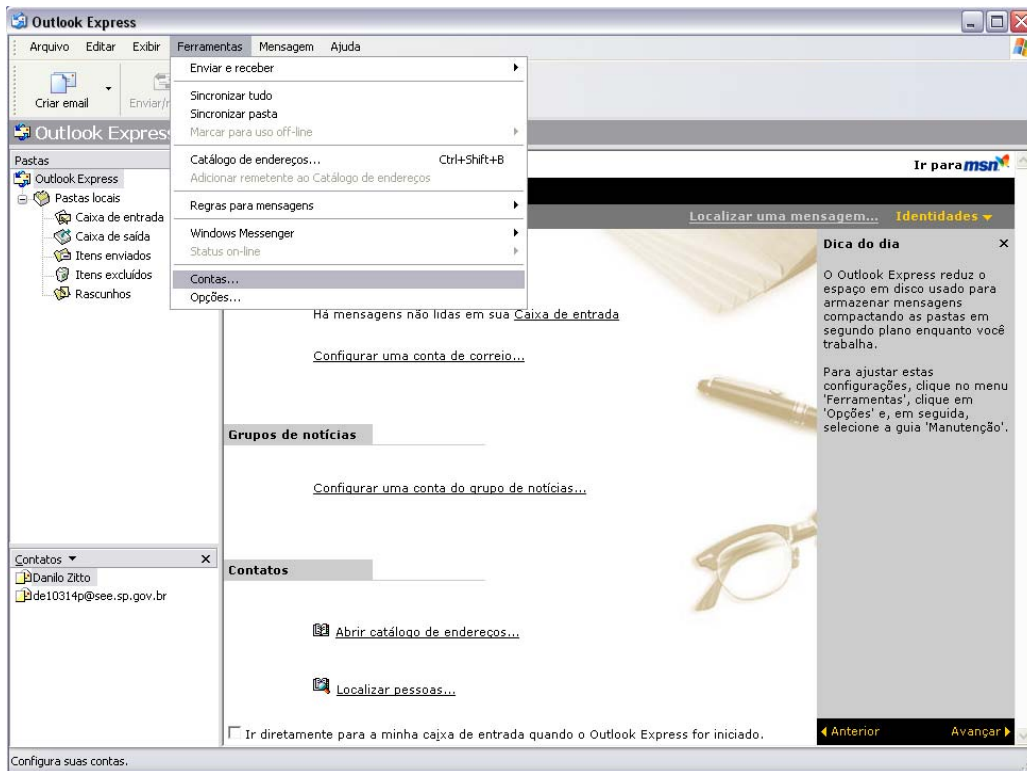 Outlook Express
Arquivo Editar Exibir Ferramentas Mensagem Ajuda
Criar email Enviar/r
Enviar e receber
Sincronizar tudo
Sincronizar pasta
Marcar para uso off-line
Catálogo de endereços... Ctrl+Shift+B
Adicionar remetente ao Catálogo de endereços
Regras para mensagens
Windows Messenger
Status on-line
Contas...
Opções...
Outlook Express
Pastas
Outlook Express
Pastas locais
Caixa de entrada
Caixa de saída
Itens enviados
Itens excluídos
Rascunhos
Contatos
Danilo Zitto
de10314p@see.sp.gov.br
Ir para msn
Localizar uma mensagem... Identidades
Há mensagens não lidas em sua Caixa de entrada
Configurar uma conta de correio...
Grupos de notícias
Configurar uma conta do grupo de notícias...
Contatos
Abrir catálogo de endereços...
Localizar pessoas...
Ir diretamente para a minha caixa de entrada quando o Outlook Express for iniciado.
Dica do dia
O Outlook Express reduz o
espaço em disco usado para
armazenar mensagens
compactando as pastas em
segundo plano enquanto você
trabalha.
Para ajustar estas
configurações, clique no menu
'Ferramentas', clique em
'Opções' e, em seguida,
selecione a guia 'Manutenção'.
Anterior Avançar
Configura suas contas.